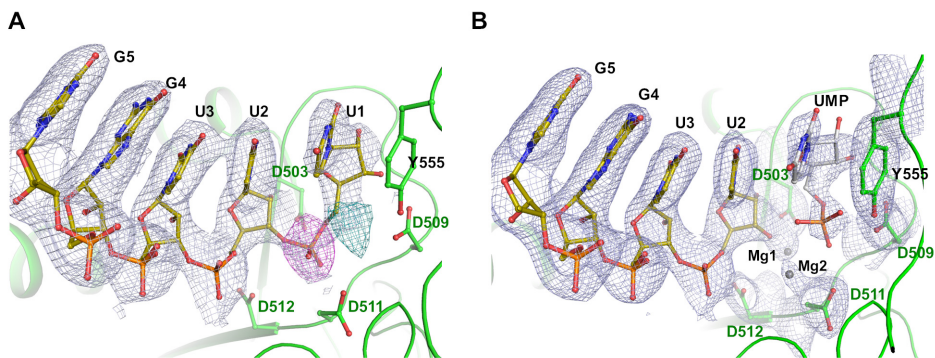 A
G5
G4
U3
U2
U1
D503
Y555
D509
D512
D511
B
G5
G4
U3
U2
UMP
D503
Y555
D509
Mg1
Mg2
D511
D512